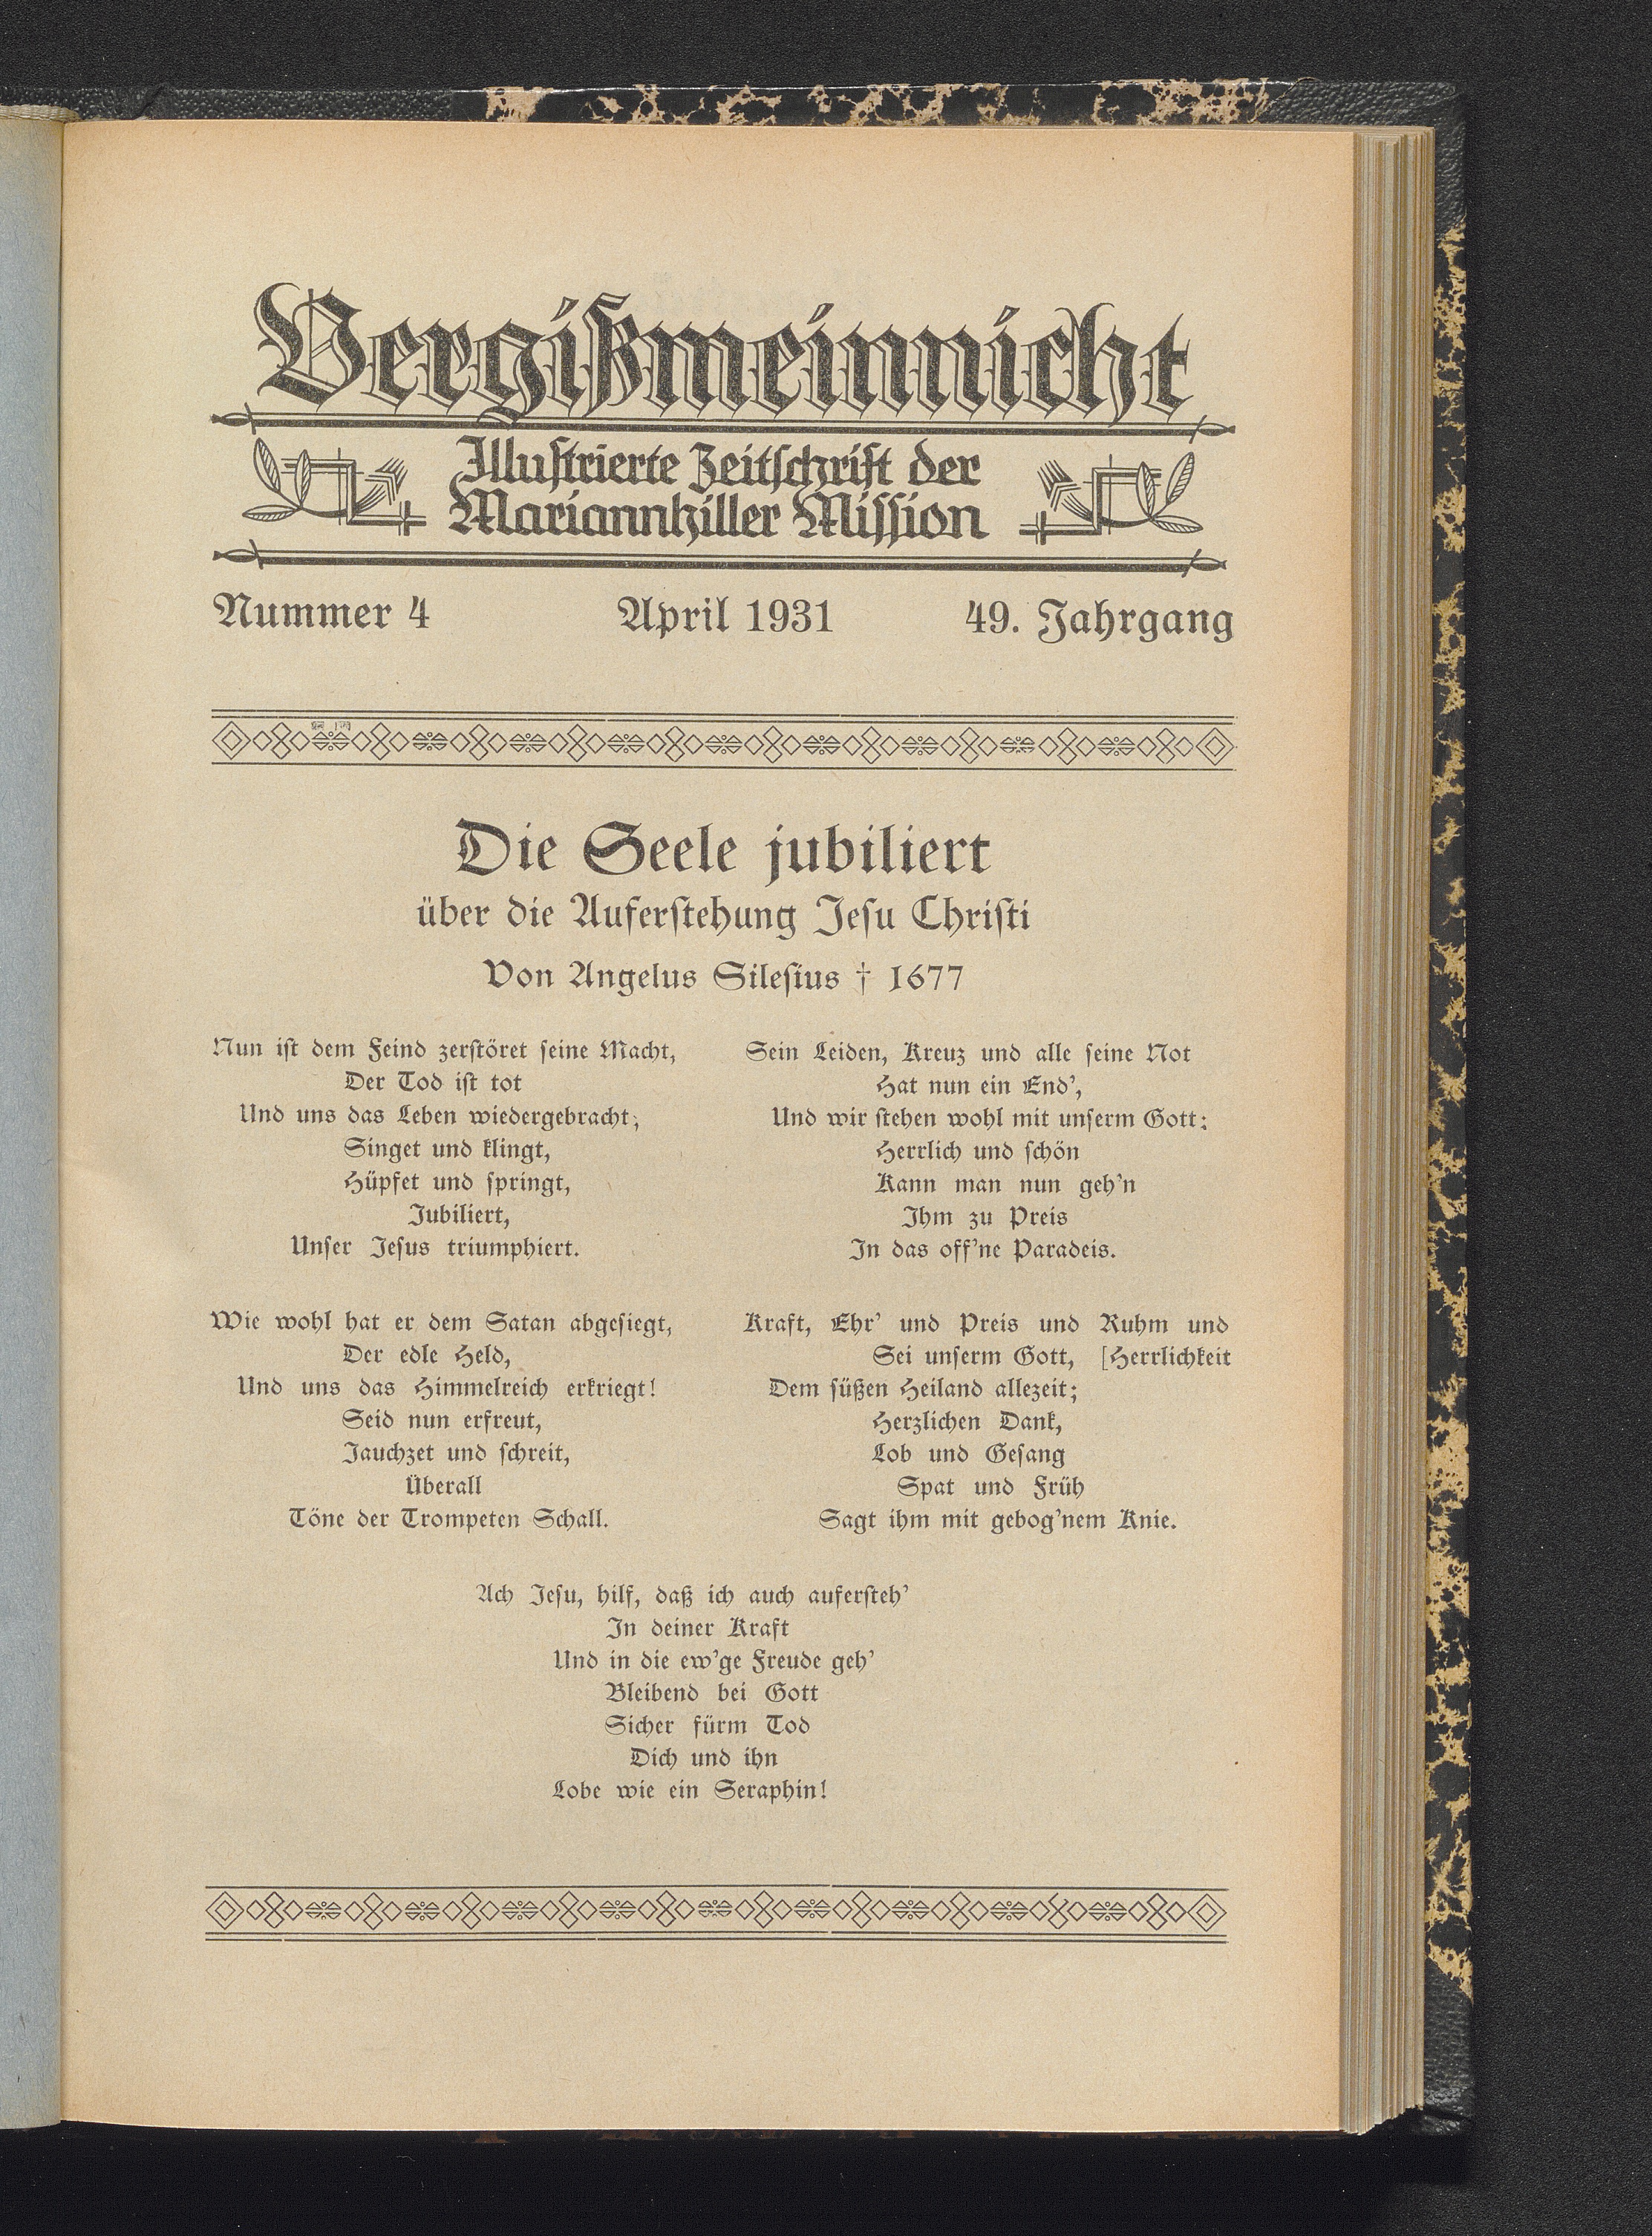 Vergißmeinnicht
Illustrierte Zeitschrift der
Mariannhiller Mission
Nummer 4 April 1931 49. Jahrgang
Die Seele jubiliert
über die Auferstehung Jesu Christi
Von Angelus Silesius † 1677
Nun ist dem Feind zerstöret seine Macht,
Der Tod ist tot
Und uns das Leben wiedergebracht;
Singet und klingt,
Hüpfet und springt,
Jubiliert,
Unser Jesus triumphiert.
Wie wohl hat er dem Satan abgesiegt,
Der edle Held,
Und uns das Himmelreich erkriegt!
Seid nun erfreut,
Jauchzet und schreit,
Überall
Töne der Trompeten Schall.
Sein Leiden, Kreuz und alle seine Not
Hat nun ein End’,
Und wir stehen wohl mit unserm Gott;
Herrlich und schön
Kann man nun geh’n
Ihm zu Preis
In das off’ne Paradeis.
Kraft, Ehr’ und Preis und Ruhm und
Sei unserm Gott, [Herrlichkeit
Dem süßen Heiland allezeit;
Herzlichen Dank,
Lob und Gesang
Spat und Früh
Sagt ihm mit gebog’nem Knie.
Ach Jesu, hilf, daß ich auch aufersteh’
In deiner Kraft
Und in die ew’ge Freude geh’
Bleibend bei Gott
Sicher fürm Tod
Dich und ihn
Lobe wie ein Seraphin!